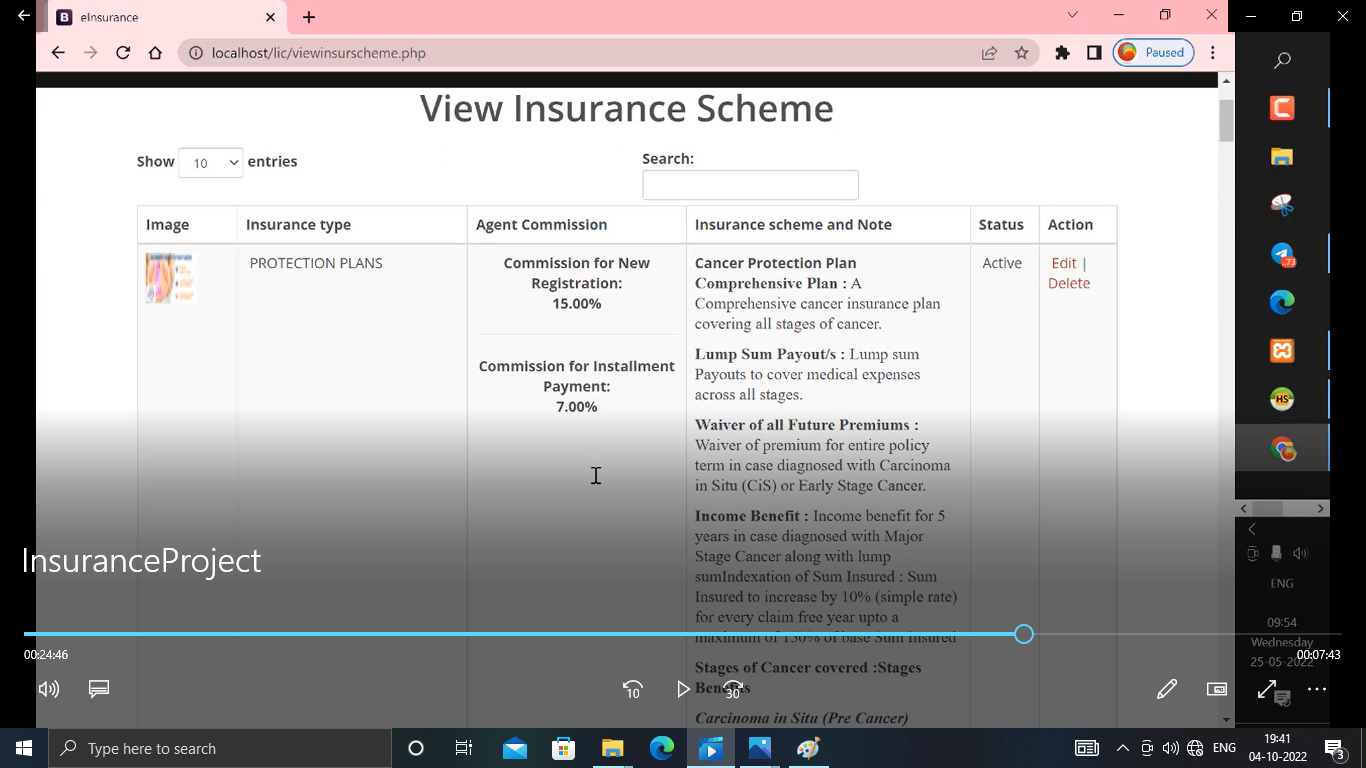 eInsurance
localhost/lic/viewinsurscheme.php
Paused
View Insurance Scheme
Show 10 entries
Search:
Image Insurance type Agent Commission Insurance scheme and Note Status Action
PROTECTION PLANS
Commission for New
Registration:
15.00%
Commission for Installment
Payment:
7.00%
Cancer Protection Plan
Comprehensive Plan : A
Comprehensive cancer insurance plan
covering all stages of cancer.
Lump Sum Payout/s : Lump sum
Payouts to cover medical expenses
across all stages.
Waiver of all Future Premiums :
Waiver of premium for entire policy
term in case diagnosed with Carcinoma
in Situ (CiS) or Early Stage Cancer.
Income Benefit : Income benefit for 5
years in case diagnosed with Major
Stage Cancer along with lump
sumIndexation of Sum Insured : Sum
Insured to increase by 10% (simple rate)
for every claim free year upto a
maximum of 150% of base Sum Insured
Stages of Cancer covered :Stages
Benefits
Carcinoma in Situ (Pre Cancer)
Active
Edit |
Delete
InsuranceProject
00:24:46
00:07:43
10
30
73
HS
ENG
09:54
Wednesday
25-05-2022
Type here to search
ENG
19:41
04-10-2022
3